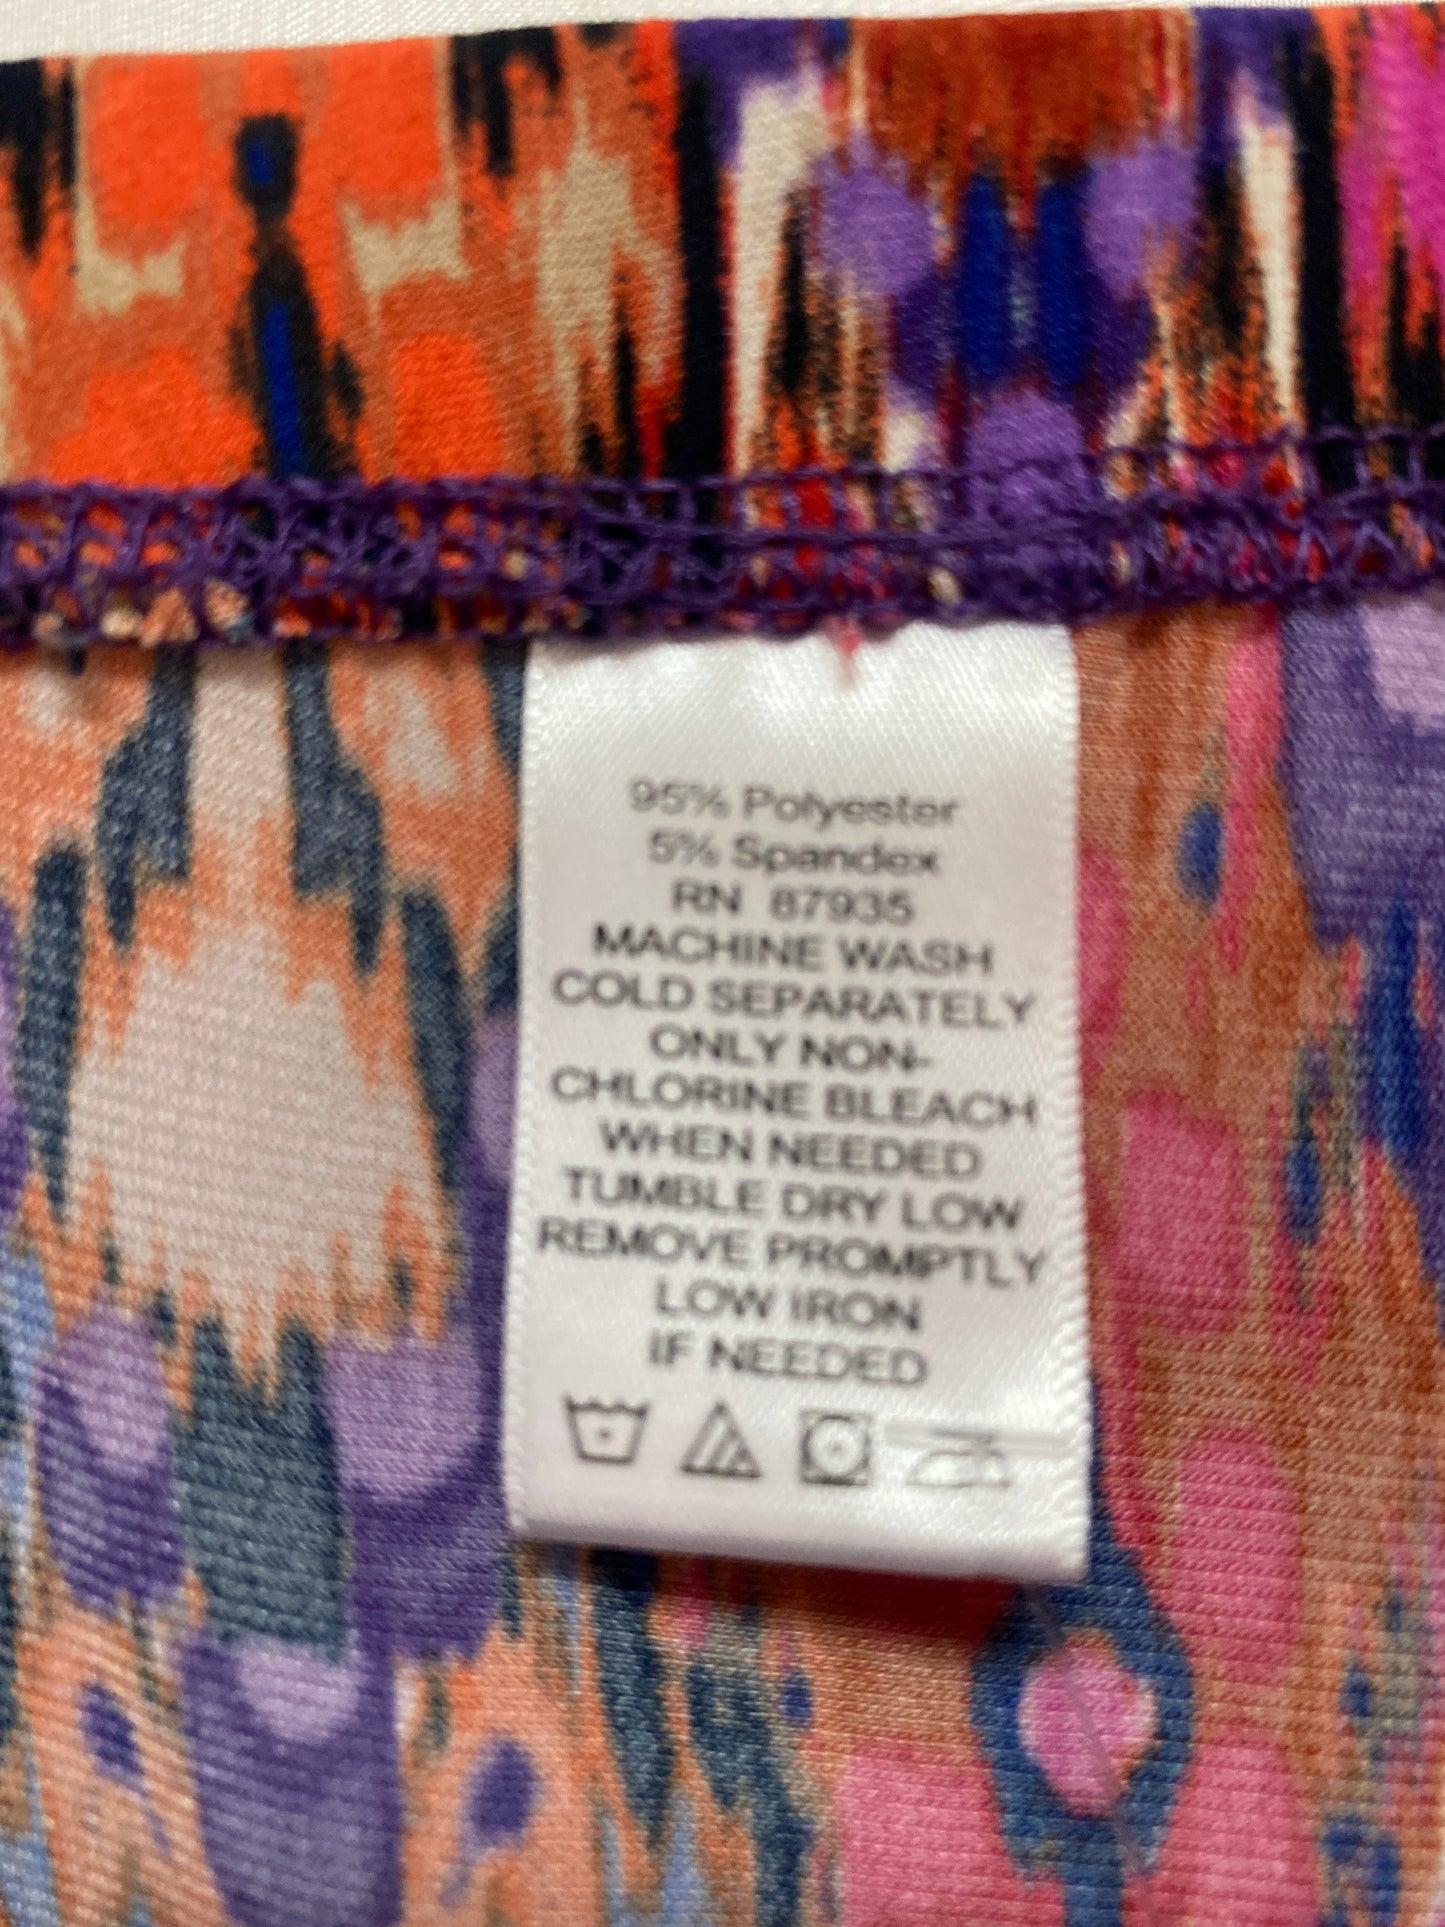 95% Polyester
5% Spandex
RN 87935
MACHINE WASH
COLD SEPARATELY
ONLY NON-
CHLORINE BLEACH
WHEN NEEDED
TUMBLE DRY LOW
REMOVE PROMPTLY
LOW IRON
IF NEEDED